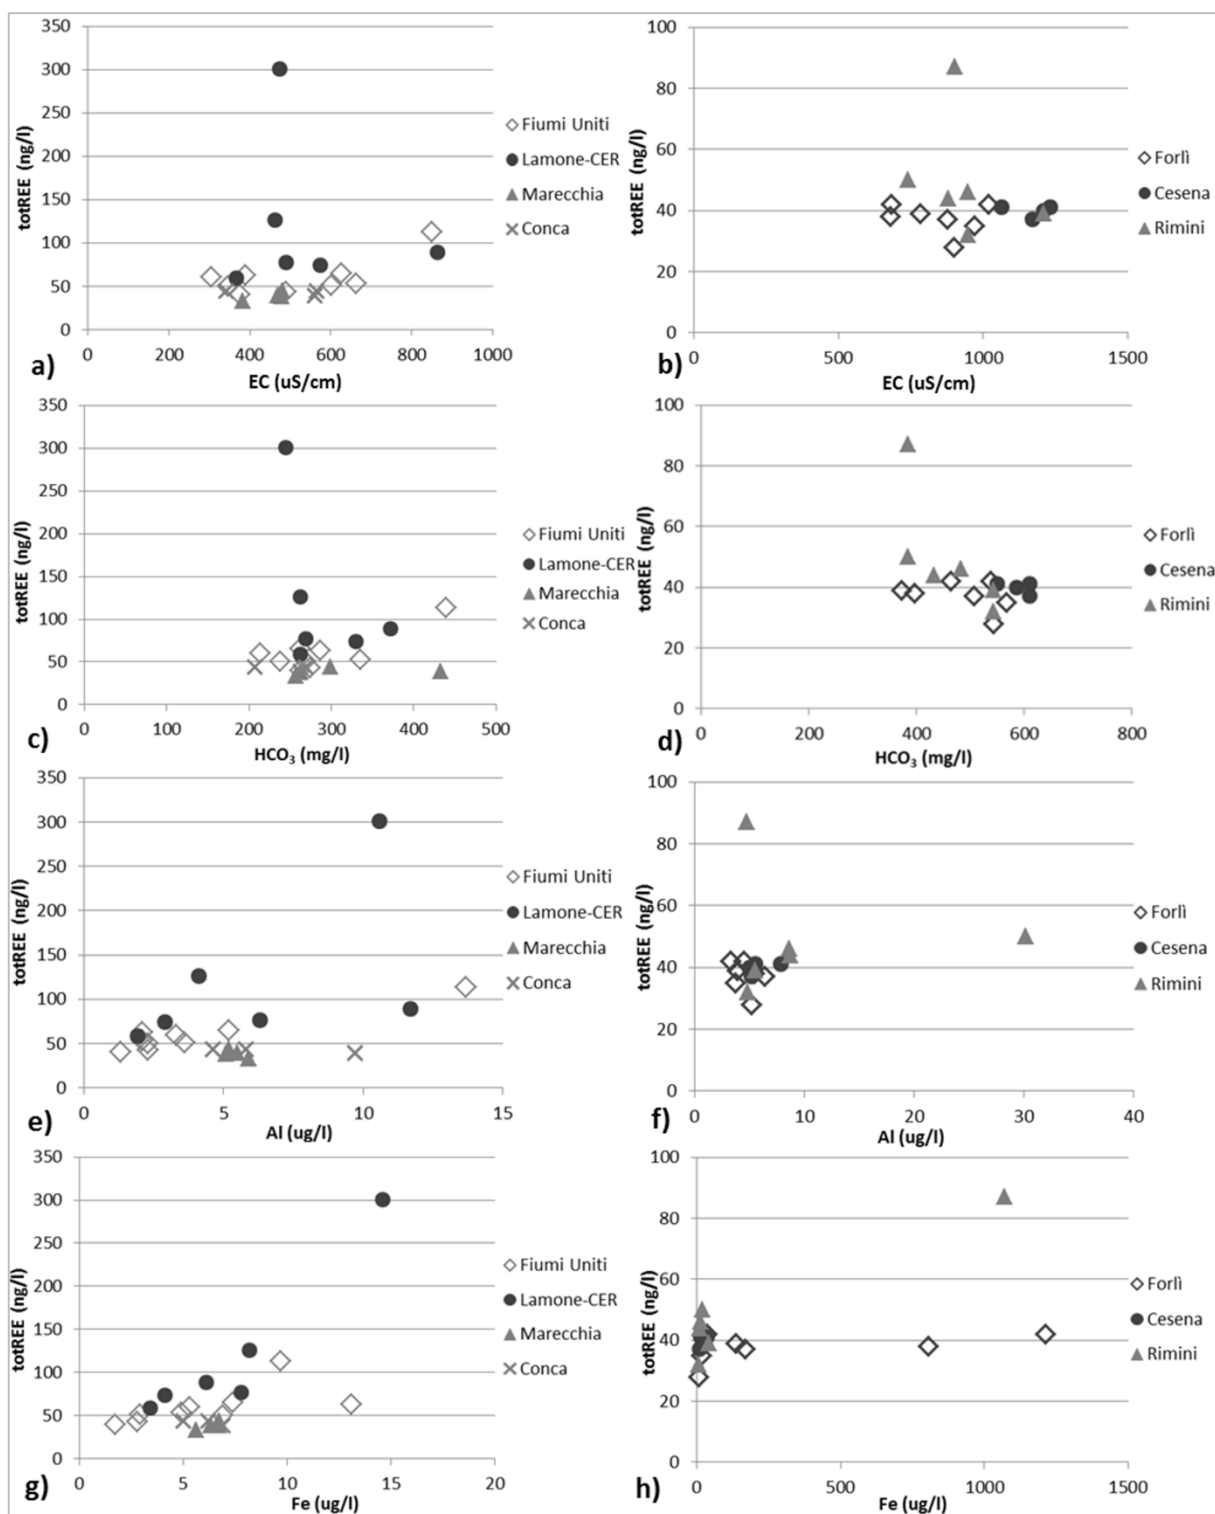 totREE (ng/l)
350
300
250
200
150
100
50
0
Fiumi Uniti
Lamone-CER
Marecchia
Conca
0 200 400 600 800 1000
a)
EC (uS/cm)
totREE (ng/l)
100
80
60
40
20
0
Forlì
Cesena
Rimini
0 500 1000 1500
b)
EC (uS/cm)
totREE (ng/l)
350
300
250
200
150
100
50
0
Fiumi Uniti
Lamone-CER
Marecchia
Conca
0 100 200 300 400 500
c)
HCO₃ (mg/l)
totREE (ng/l)
100
80
60
40
20
0
Forlì
Cesena
Rimini
0 200 400 600 800
d)
HCO₃ (mg/l)
totREE (ng/l)
350
300
250
200
150
100
50
0
Fiumi Uniti
Lamone-CER
Marecchia
Conca
0 5 10 15
e)
Al (ug/l)
totREE (ng/l)
100
80
60
40
20
0
Forlì
Cesena
Rimini
0 10 20 30 40
f)
Al (ug/l)
totREE (ng/l)
350
300
250
200
150
100
50
0
Fiumi Uniti
Lamone-CER
Marecchia
Conca
0 5 10 15 20
g)
Fe (ug/l)
totREE (ng/l)
100
80
60
40
20
0
Forlì
Cesena
Rimini
0 500 1000 1500
h)
Fe (ug/l)